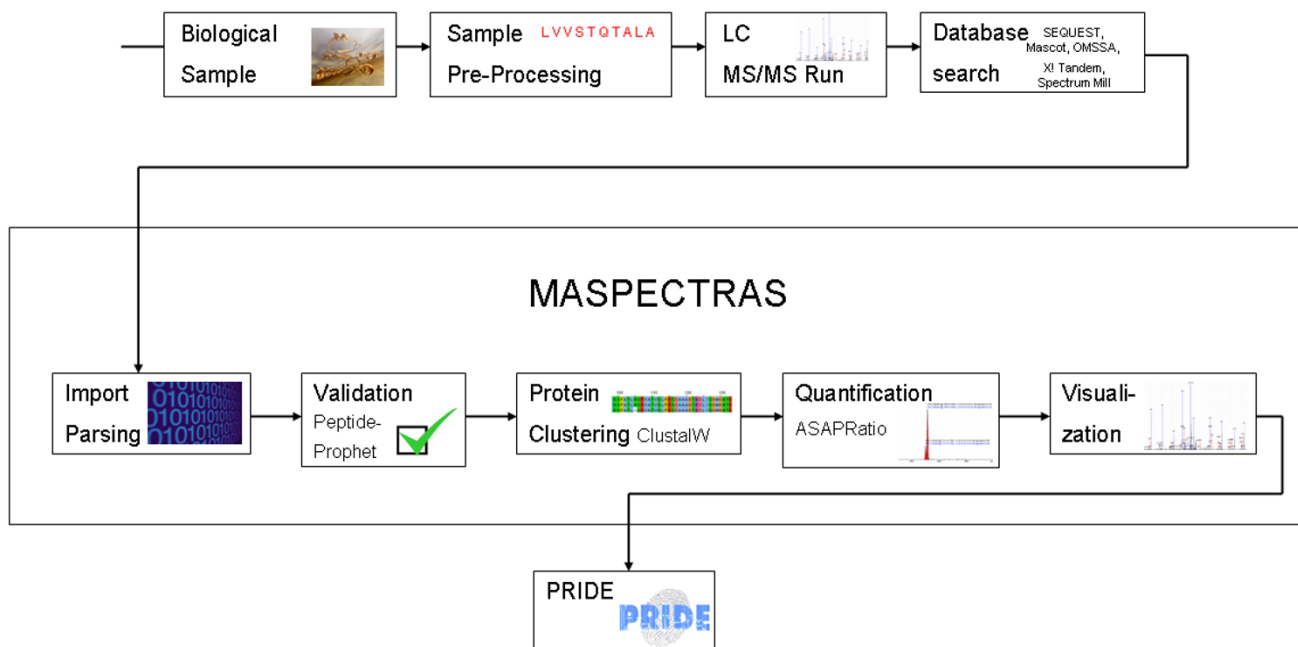 Biological
Sample
Sample
LVVSTQTALA
Pre-Processing
LC
MS/MS Run
Database
search
SEQUEST,
Mascot, OMSSA,
X! Tandem,
Spectrum Mill
MASPECTRAS
Import
Parsing
Validation
Peptide-
Prophet
Protein
Clustering ClustalW
Quantification
ASAPRatio
Visuali-
zation
PRIDE
PRIDE